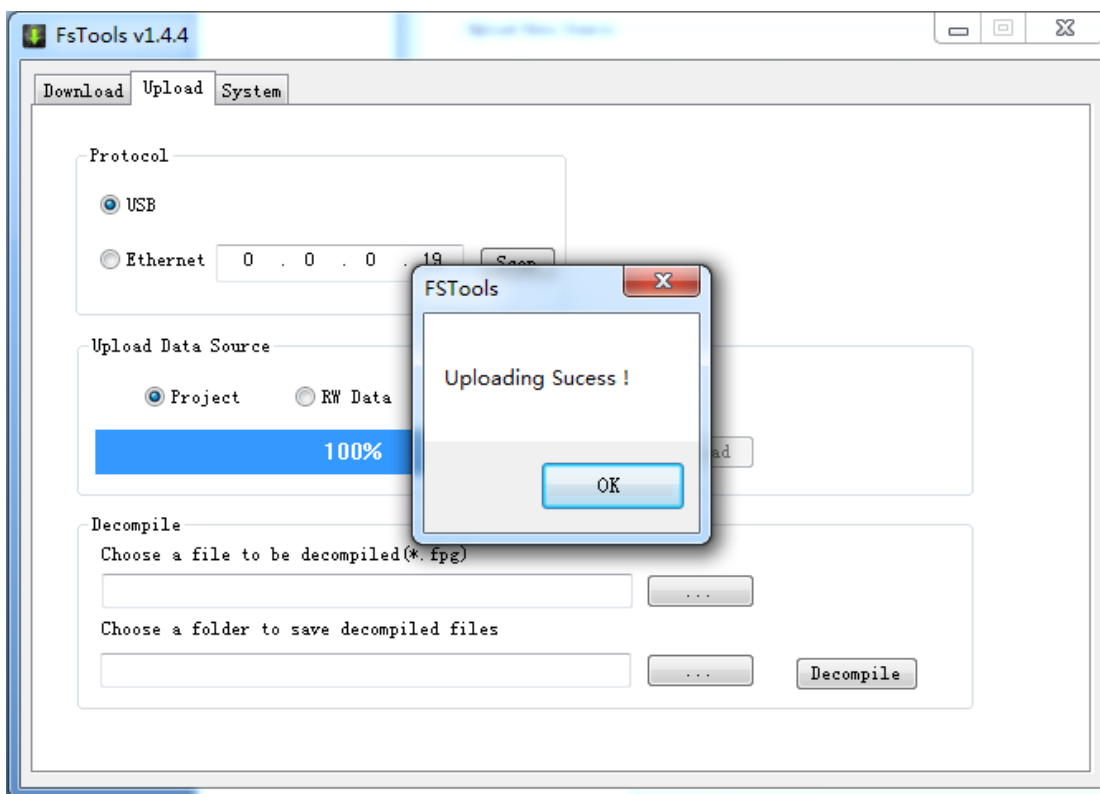 FsTools v1.4.4
Download Upload System
Protocol
USB
Ethernet 0 . 0 . 0 . 19
FSTools
Uploading Sucess !
OK
Upload Data Source
Project RW Data
100%
Decompile
Choose a file to be decompiled(*.fpg)
...
Choose a folder to save decompiled files
...
Decompile